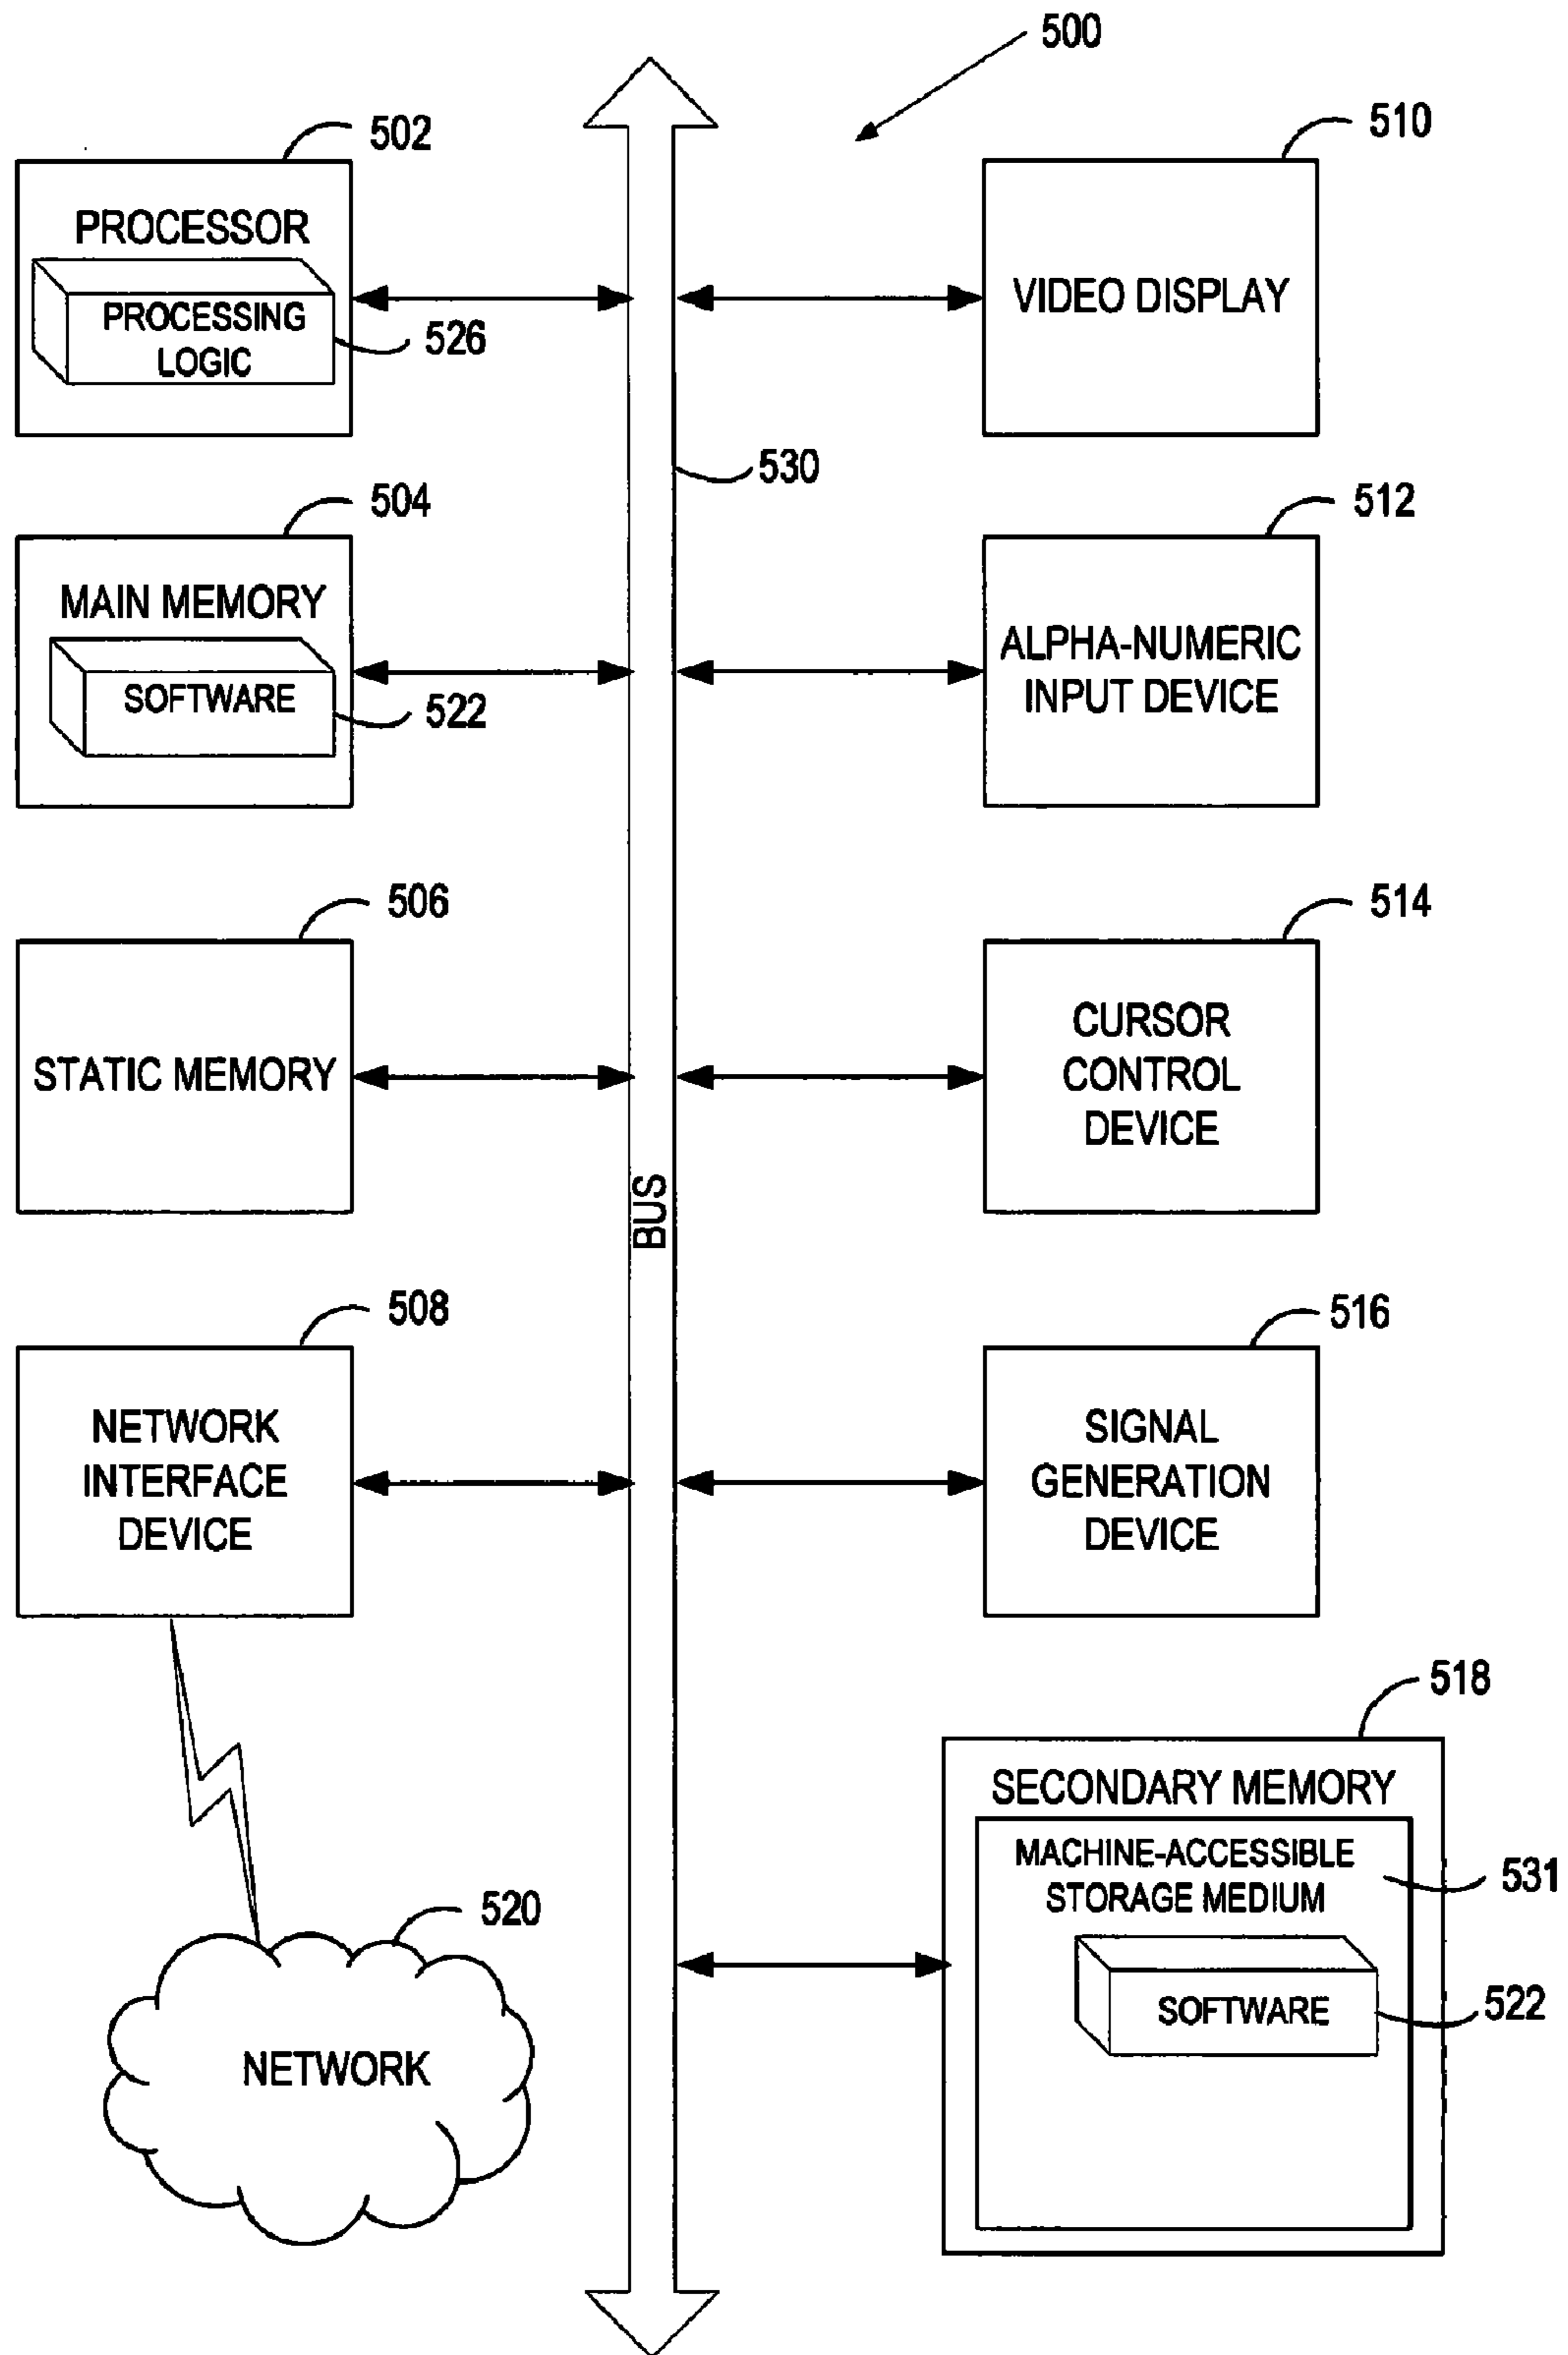 500
502
PROCESSOR
PROCESSING
LOGIC
526
510
VIDEO DISPLAY
530
504
MAIN MEMORY
SOFTWARE
522
512
ALPHA-NUMERIC
INPUT DEVICE
506
STATIC MEMORY
514
CURSOR
CONTROL
DEVICE
BUS
508
NETWORK
INTERFACE
DEVICE
516
SIGNAL
GENERATION
DEVICE
518
SECONDARY MEMORY
MACHINE-ACCESSIBLE
STORAGE MEDIUM
531
SOFTWARE
522
520
NETWORK